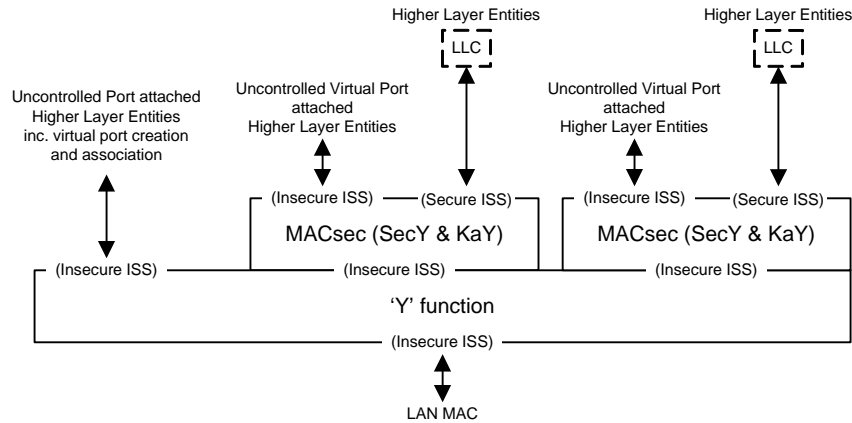 Higher Layer Entities
Higher Layer Entities
LLC
LLC
Uncontrolled Port attached
Higher Layer Entities
inc. virtual port creation
and association
Uncontrolled Virtual Port
attached
Higher Layer Entities
Uncontrolled Virtual Port
attached
Higher Layer Entities
(Insecure ISS)
(Secure ISS)
(Insecure ISS)
(Secure ISS)
MACsec (SecY & KaY)
MACsec (SecY & KaY)
(Insecure ISS)
(Insecure ISS)
(Insecure ISS)
‘Y’ function
(Insecure ISS)
LAN MAC